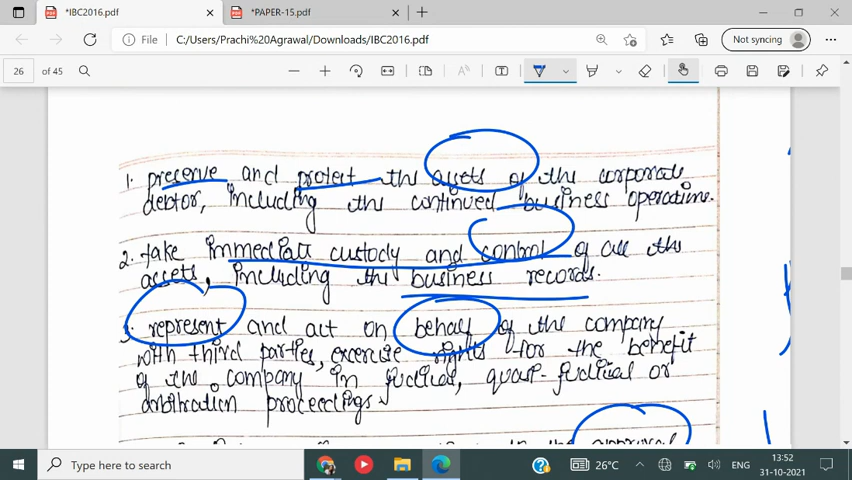 *IBC2016.pdf
*PAPER-15.pdf
File C:/Users/Prachi%20Agrawal/Downloads/IBC2016.pdf
Not syncing
26 of 45
1. preserve and protect the assets of the corporate
debtor, including the continued business operations.
2. take immediate custody and control of all the
assets, including the business records.
3. represent and act on behalf of the company
with third parties, exercise rights for the benefit
of the company in judicial, quasi-judicial or
arbitration proceedings.
the approval
Type here to search
26°C
ENG
13:52
31-10-2021